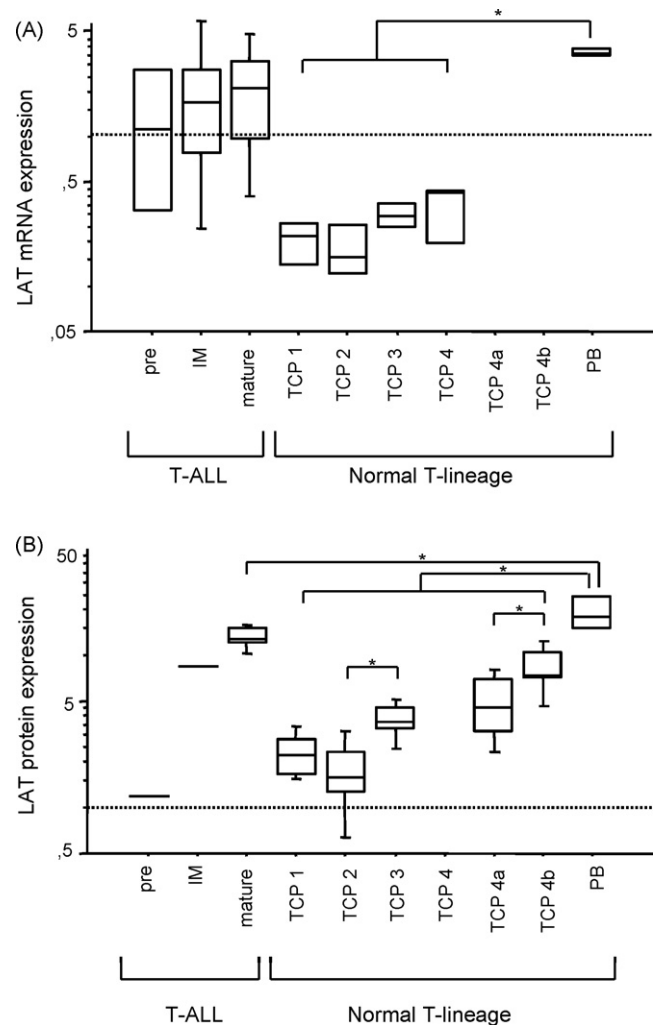 (A)
LAT mRNA expression
5
,5
,05
*
pre
IM
mature
TCP 1
TCP 2
TCP 3
TCP 4
TCP 4a
TCP 4b
PB
T-ALL
Normal T-lineage
(B)
LAT protein expression
50
5
,5
*
*
*
*
pre
IM
mature
TCP 1
TCP 2
TCP 3
TCP 4
TCP 4a
TCP 4b
PB
T-ALL
Normal T-lineage